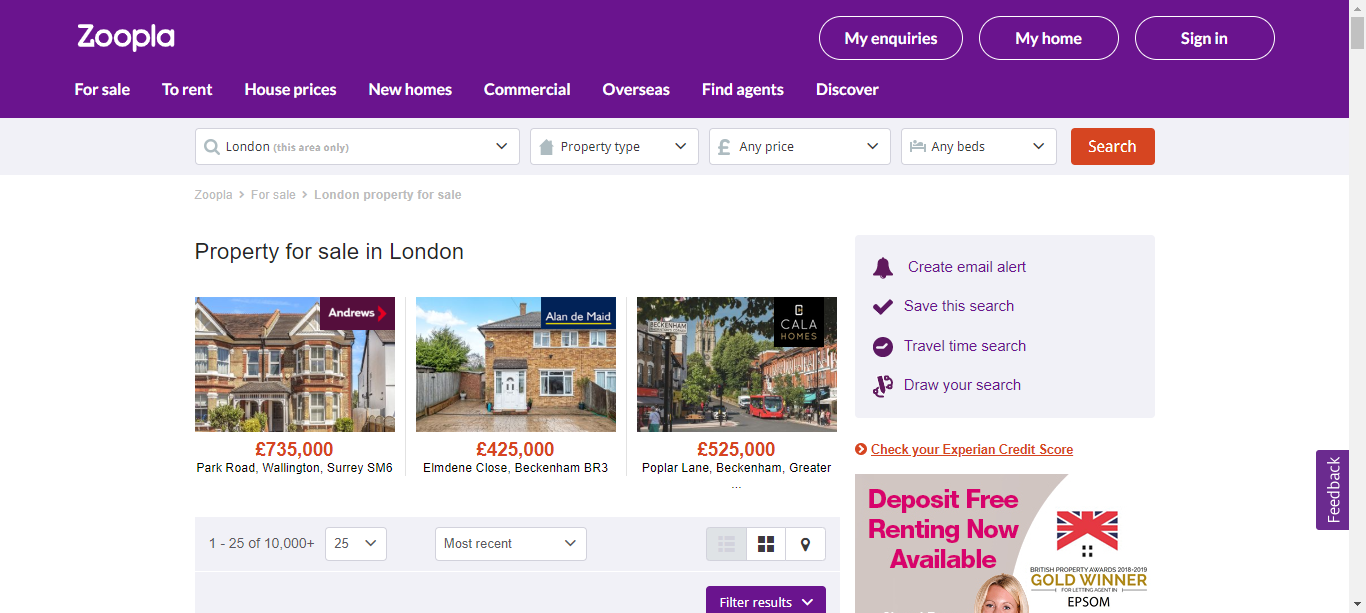 Zoopla
My enquiries
My home
Sign in
For sale
To rent
House prices
New homes
Commercial
Overseas
Find agents
Discover
London (this area only)
Property type
Any price
Any beds
Search
Zoopla > For sale > London property for sale
Property for sale in London
Andrews
£735,000
Park Road, Wallington, Surrey SM6
Alan de Maid
£425,000
Elmdene Close, Beckenham BR3
BECKENHAM
CALA
HOMES
£525,000
Poplar Lane, Beckenham, Greater
...
Create email alert
Save this search
Travel time search
Draw your search
Check your Experian Credit Score
Deposit Free
Renting Now
Available
BRITISH PROPERTY AWARDS 2018-2019
GOLD WINNER
FOR LETTING AGENT IN
EPSOM
Feedback
1 - 25 of 10,000+
25
Most recent
Filter results